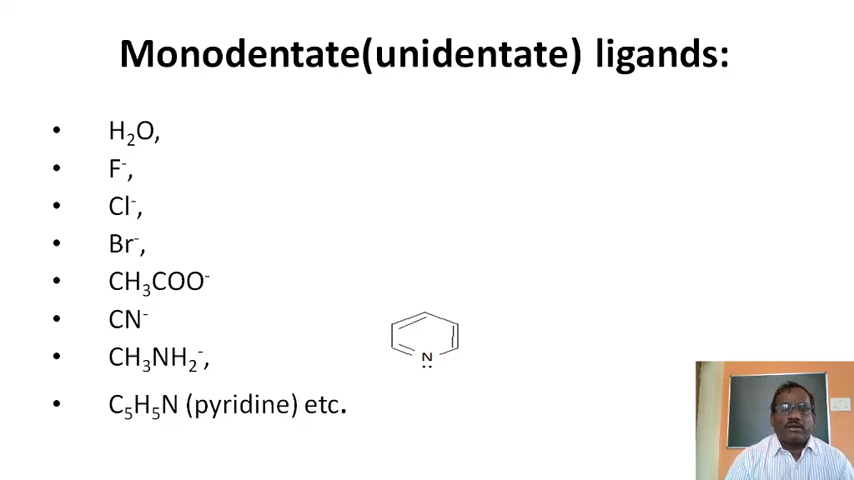 Monodentate(unidentate) ligands:
• H₂O,
• F⁻,
• Cl⁻,
• Br⁻,
• CH₃COO⁻
• CN⁻
• CH₃NH₂⁻,
N
• C₅H₅N (pyridine) etc.